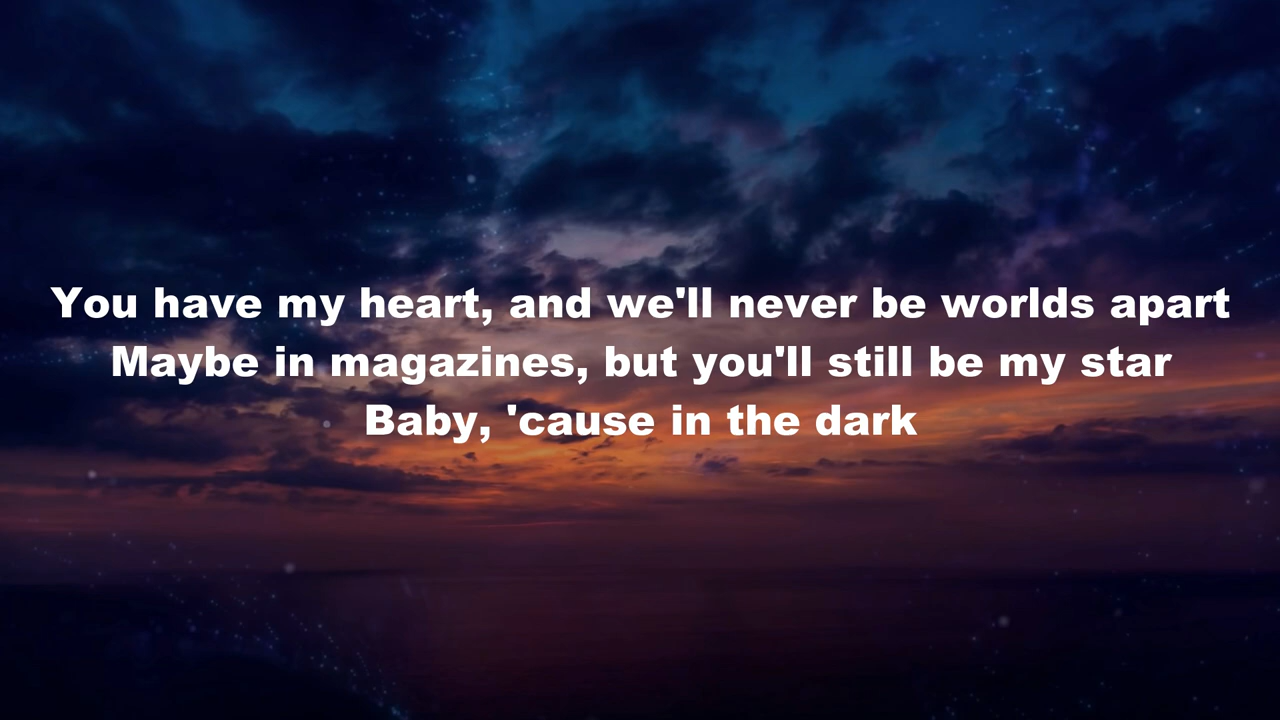 You have my heart, and we'll never be worlds apart
Maybe in magazines, but you'll still be my star
Baby, 'cause in the dark